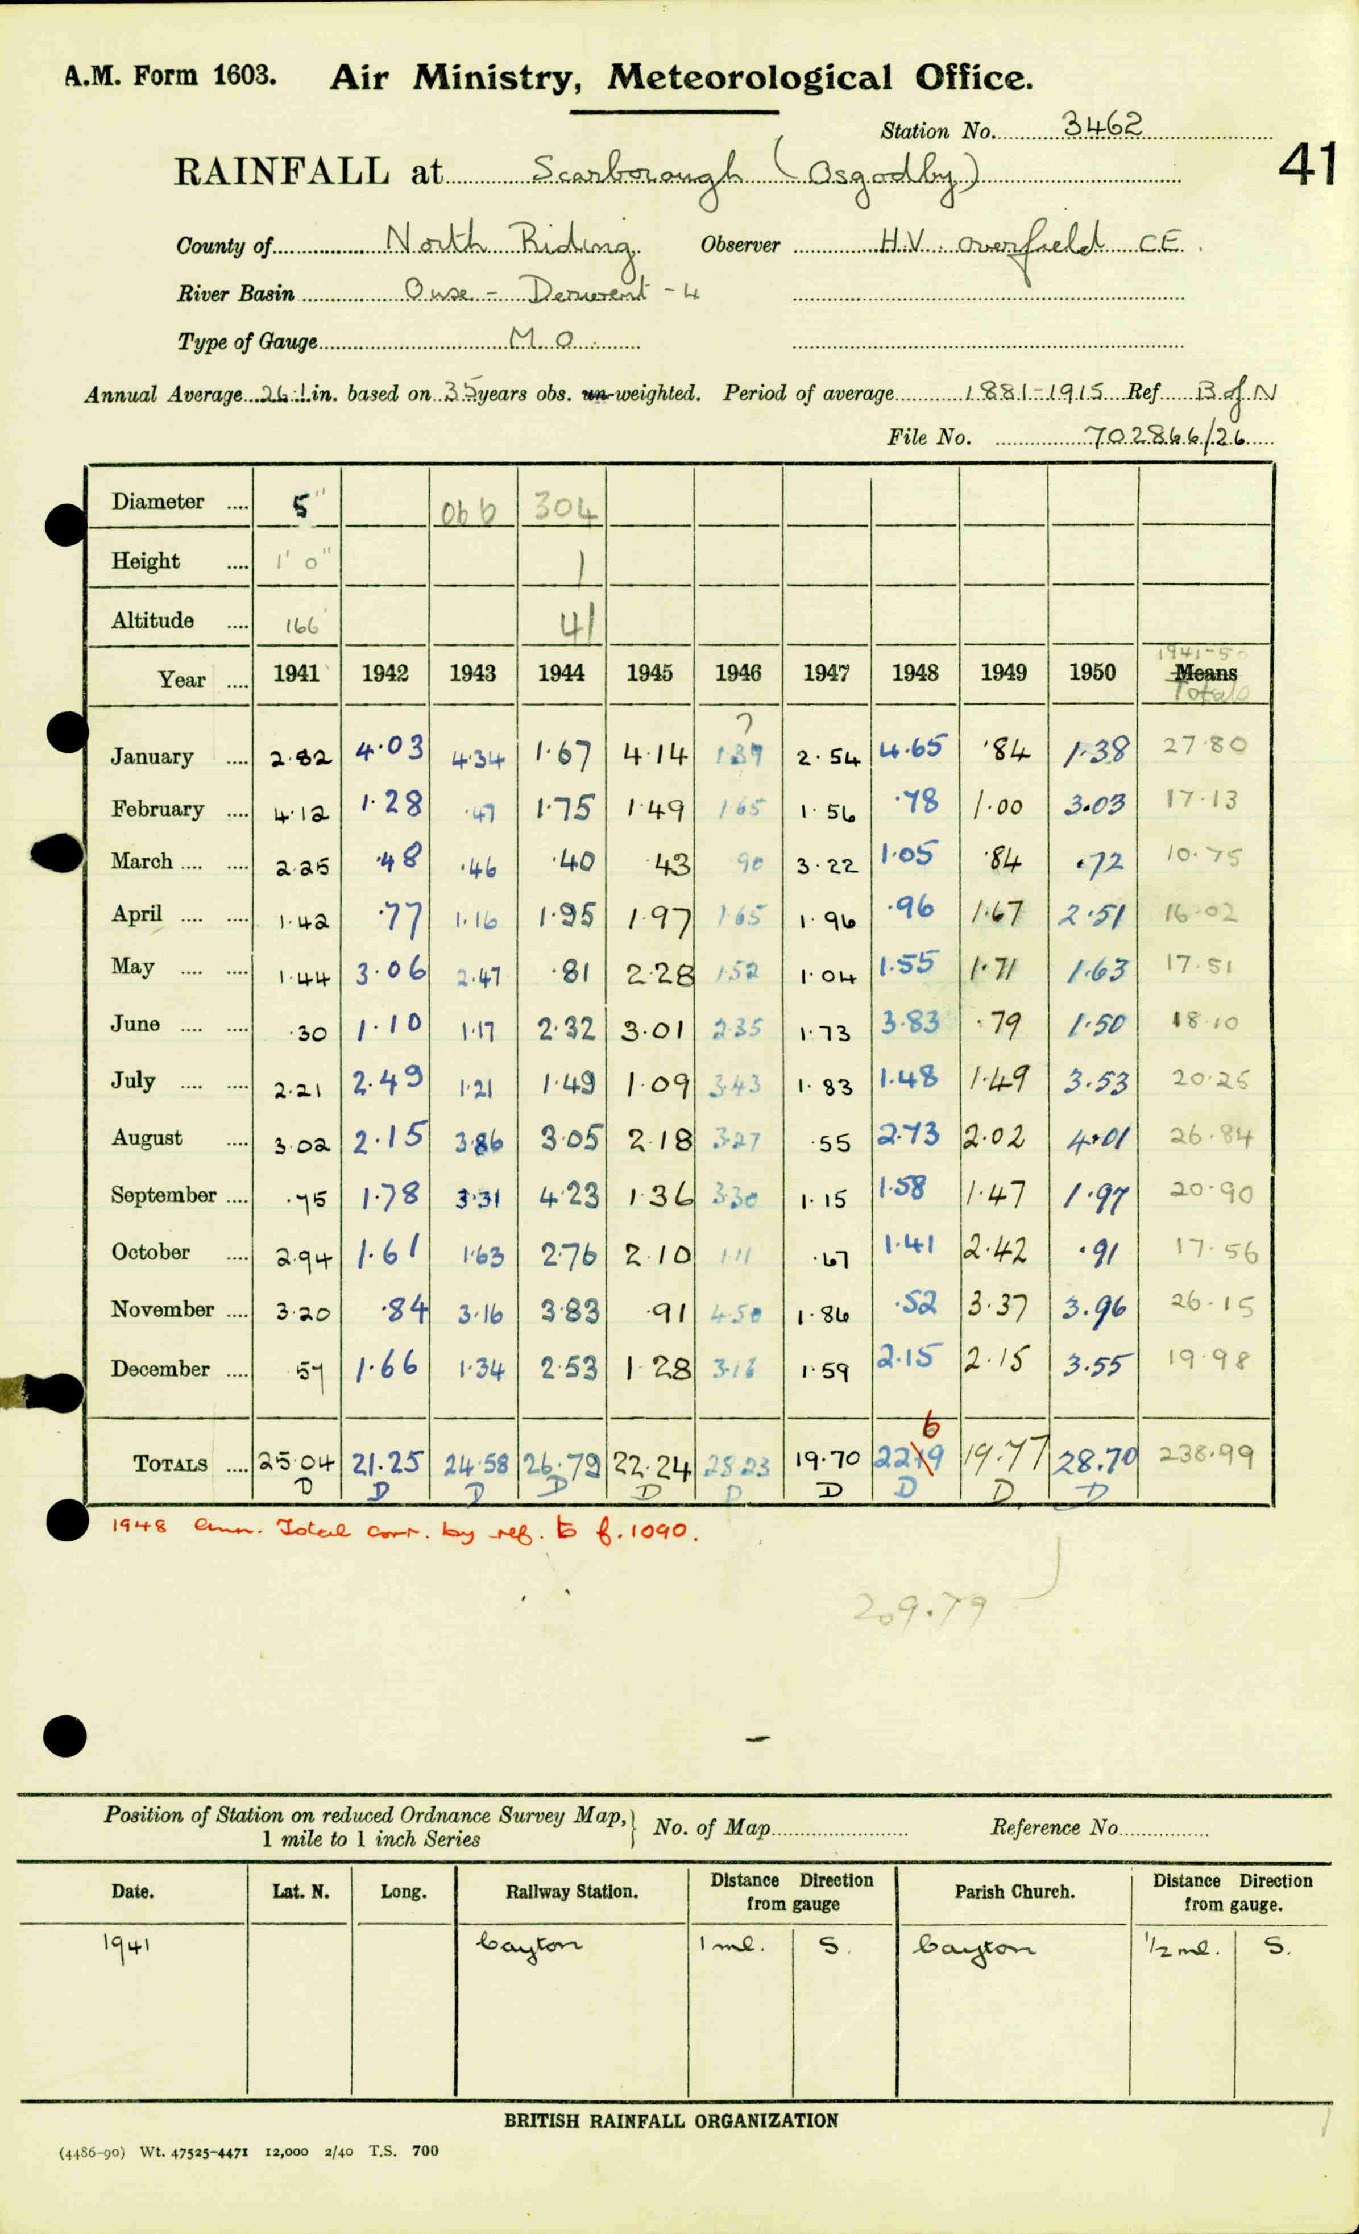 A.M. Form 1603. Air Ministry, Meteorological Office.
Station No. 3462
41
RAINFALL at Scarborough (Osgodby)
County of North Riding Observer H.V. Overfield CE.
River Basin Ouse - Derwent - 4
Type of Gauge M O
Annual Average 26.1 in. based on 35 years obs. un-weighted. Period of average 1881-1915 Ref B of N
File No. 702866/26
Diameter .... 5" 066 304
Height .... 1' 0" 1
Altitude .... 166 41
1941-50
Year .... 1941 1942 1943 1944 1945 1946 1947 1948 1949 1950 Means
Totals
?
January .... 2.82 4.03 4.34 1.67 4.14 1.39 2.54 4.65 .84 1.38 27.80
February .... 4.12 1.28 .47 1.75 1.49 1.65 1.56 .78 1.00 3.03 17.13
March .... .... 2.25 .48 .46 .40 .43 .90 3.22 1.05 .84 .72 10.75
April .... .... 1.42 .77 1.16 1.95 1.97 1.65 1.96 .96 1.67 2.51 16.02
May .... .... 1.44 3.06 2.47 .81 2.28 1.52 1.04 1.55 1.71 1.63 17.51
June .... .... .30 1.10 1.17 2.32 3.01 2.35 1.73 3.83 .79 1.50 18.10
July .... .... 2.21 2.49 1.21 1.49 1.09 3.43 1.83 1.48 1.49 3.53 20.25
August .... 3.02 2.15 3.86 3.05 2.18 3.27 .55 2.73 2.02 4.01 26.84
September .... .75 1.78 3.31 4.23 1.36 3.30 1.15 1.58 1.47 1.97 20.90
October .... 2.94 1.61 1.63 2.76 2.10 1.11 .67 1.41 2.42 .91 17.56
November .... 3.20 .84 3.16 3.83 .91 4.50 1.86 .52 3.37 3.96 26.15
December .... .57 1.66 1.34 2.53 1.28 3.16 1.59 2.15 2.15 3.55 19.98
6
TOTALS .... 25.04 21.25 24.58 26.79 22.24 28.23 19.70 22.19 19.77 28.70 238.99
D D D D D D D D D D
1948 Ann. Total corr. by ref. to f.1090.
209.79
Position of Station on reduced Ordnance Survey Map, No. of Map Reference No
1 mile to 1 inch Series
Date. Lat. N. Long. Railway Station. Distance from gauge Direction Parish Church. Distance from gauge. Direction
1941 Cayton 1 ml. S. Cayton 1/2 ml. S.
BRITISH RAINFALL ORGANIZATION
(4486-90) Wt. 47525-4471 12,000 2/40 T.S. 700